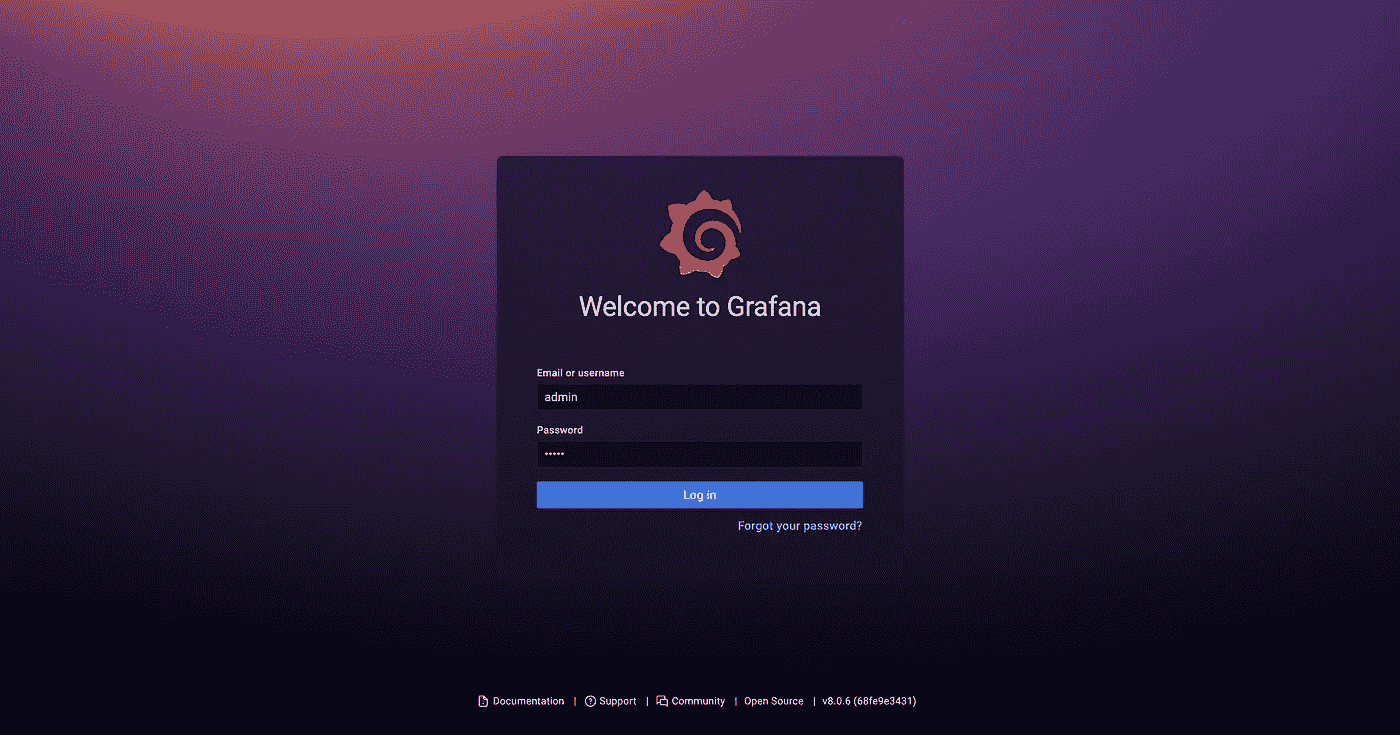 Welcome to Grafana
Email or username
admin
Password
•••••
Log in
Forgot your password?
Documentation | Support | Community | Open Source | v8.0.6 (68fe9e3431)